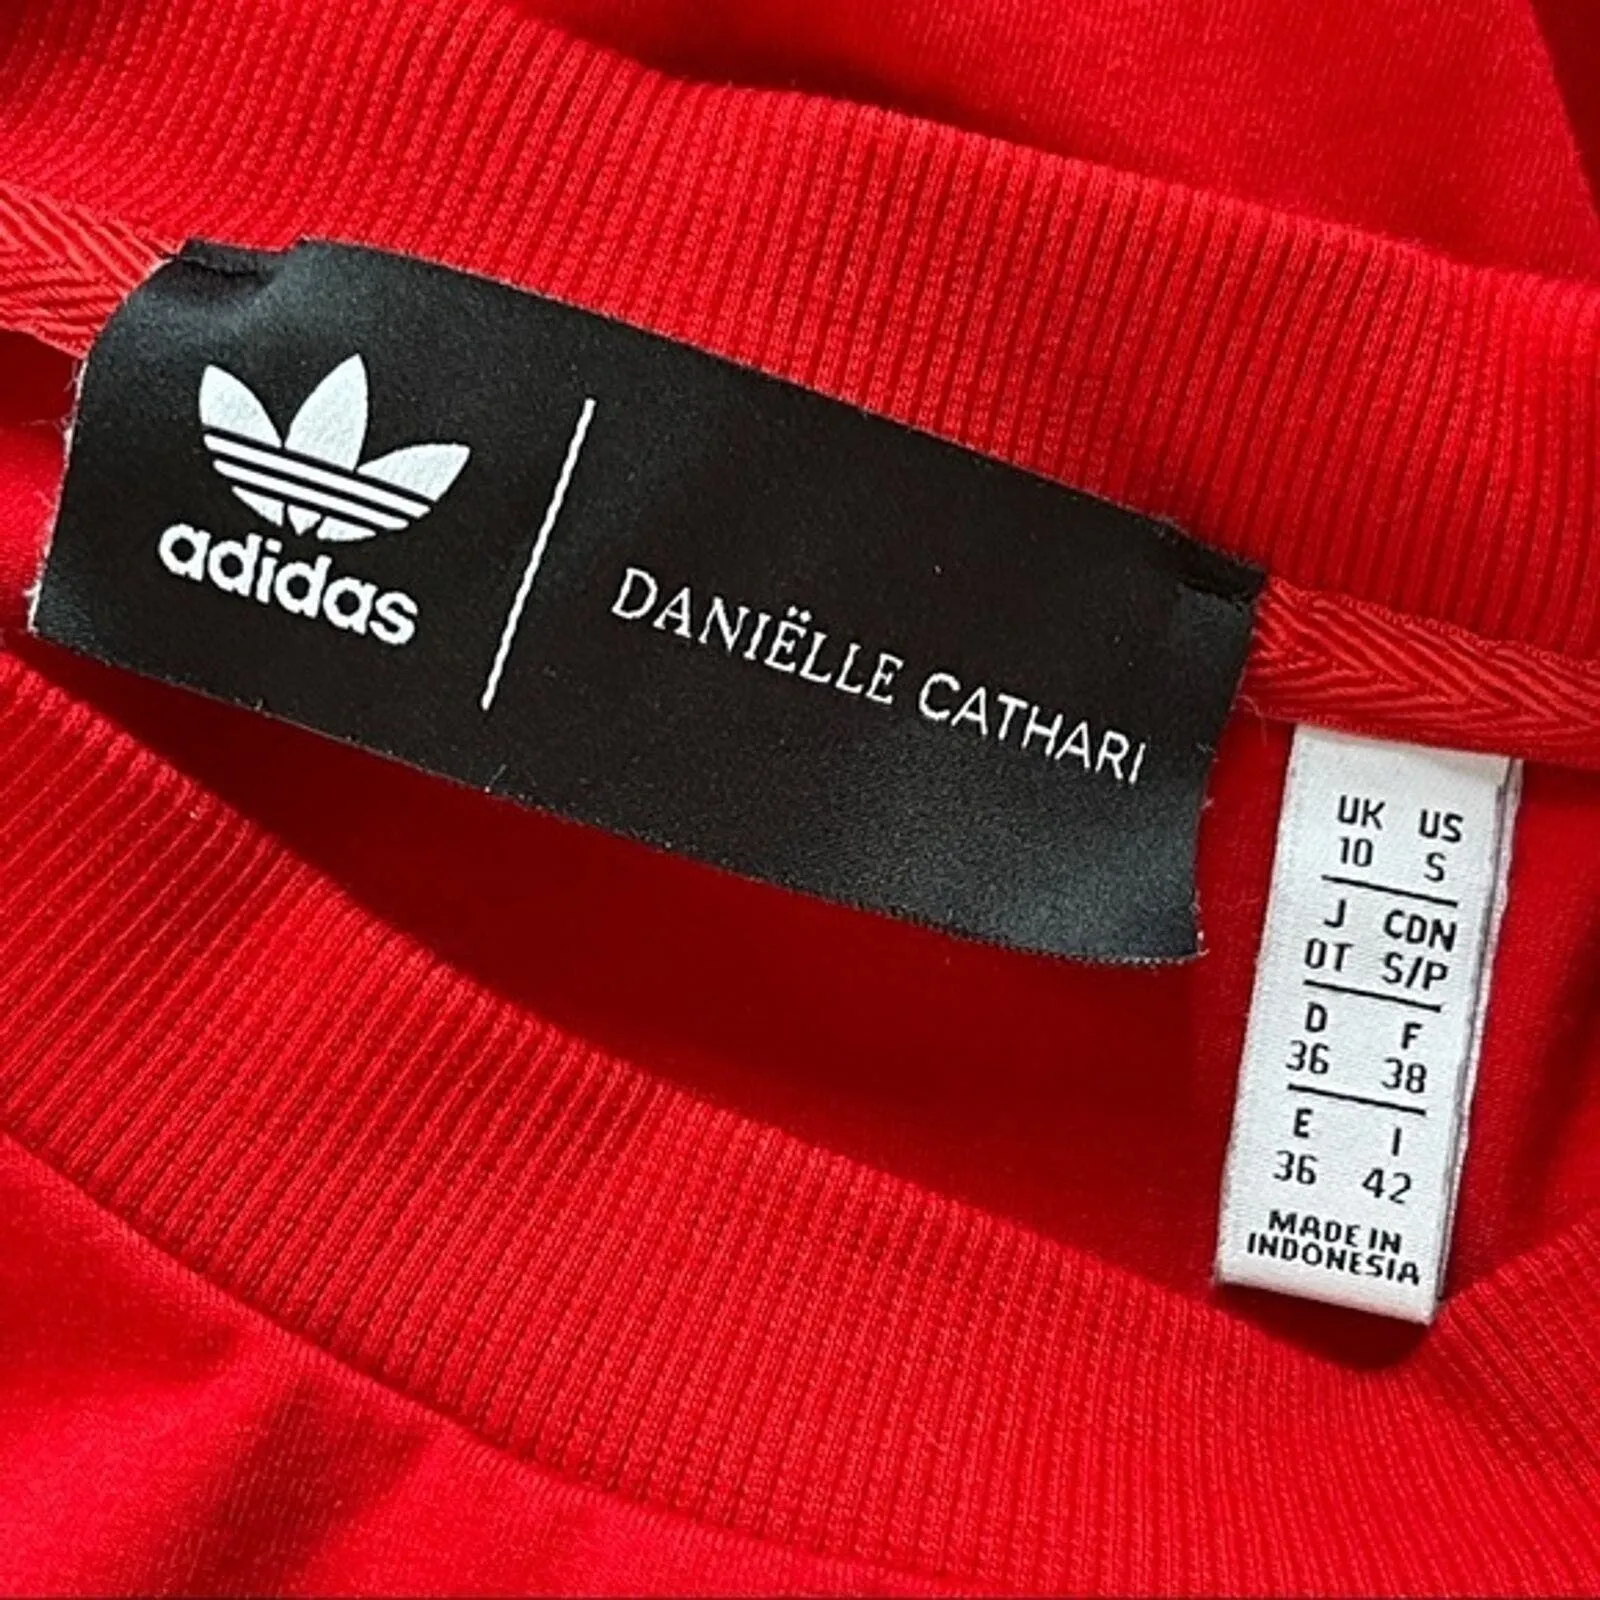 adidas
DANIËLLE CATHARI
UK US
10 S
J CDN
OT S/P
D F
36 38
E I
36 42
MADE IN
INDONESIA